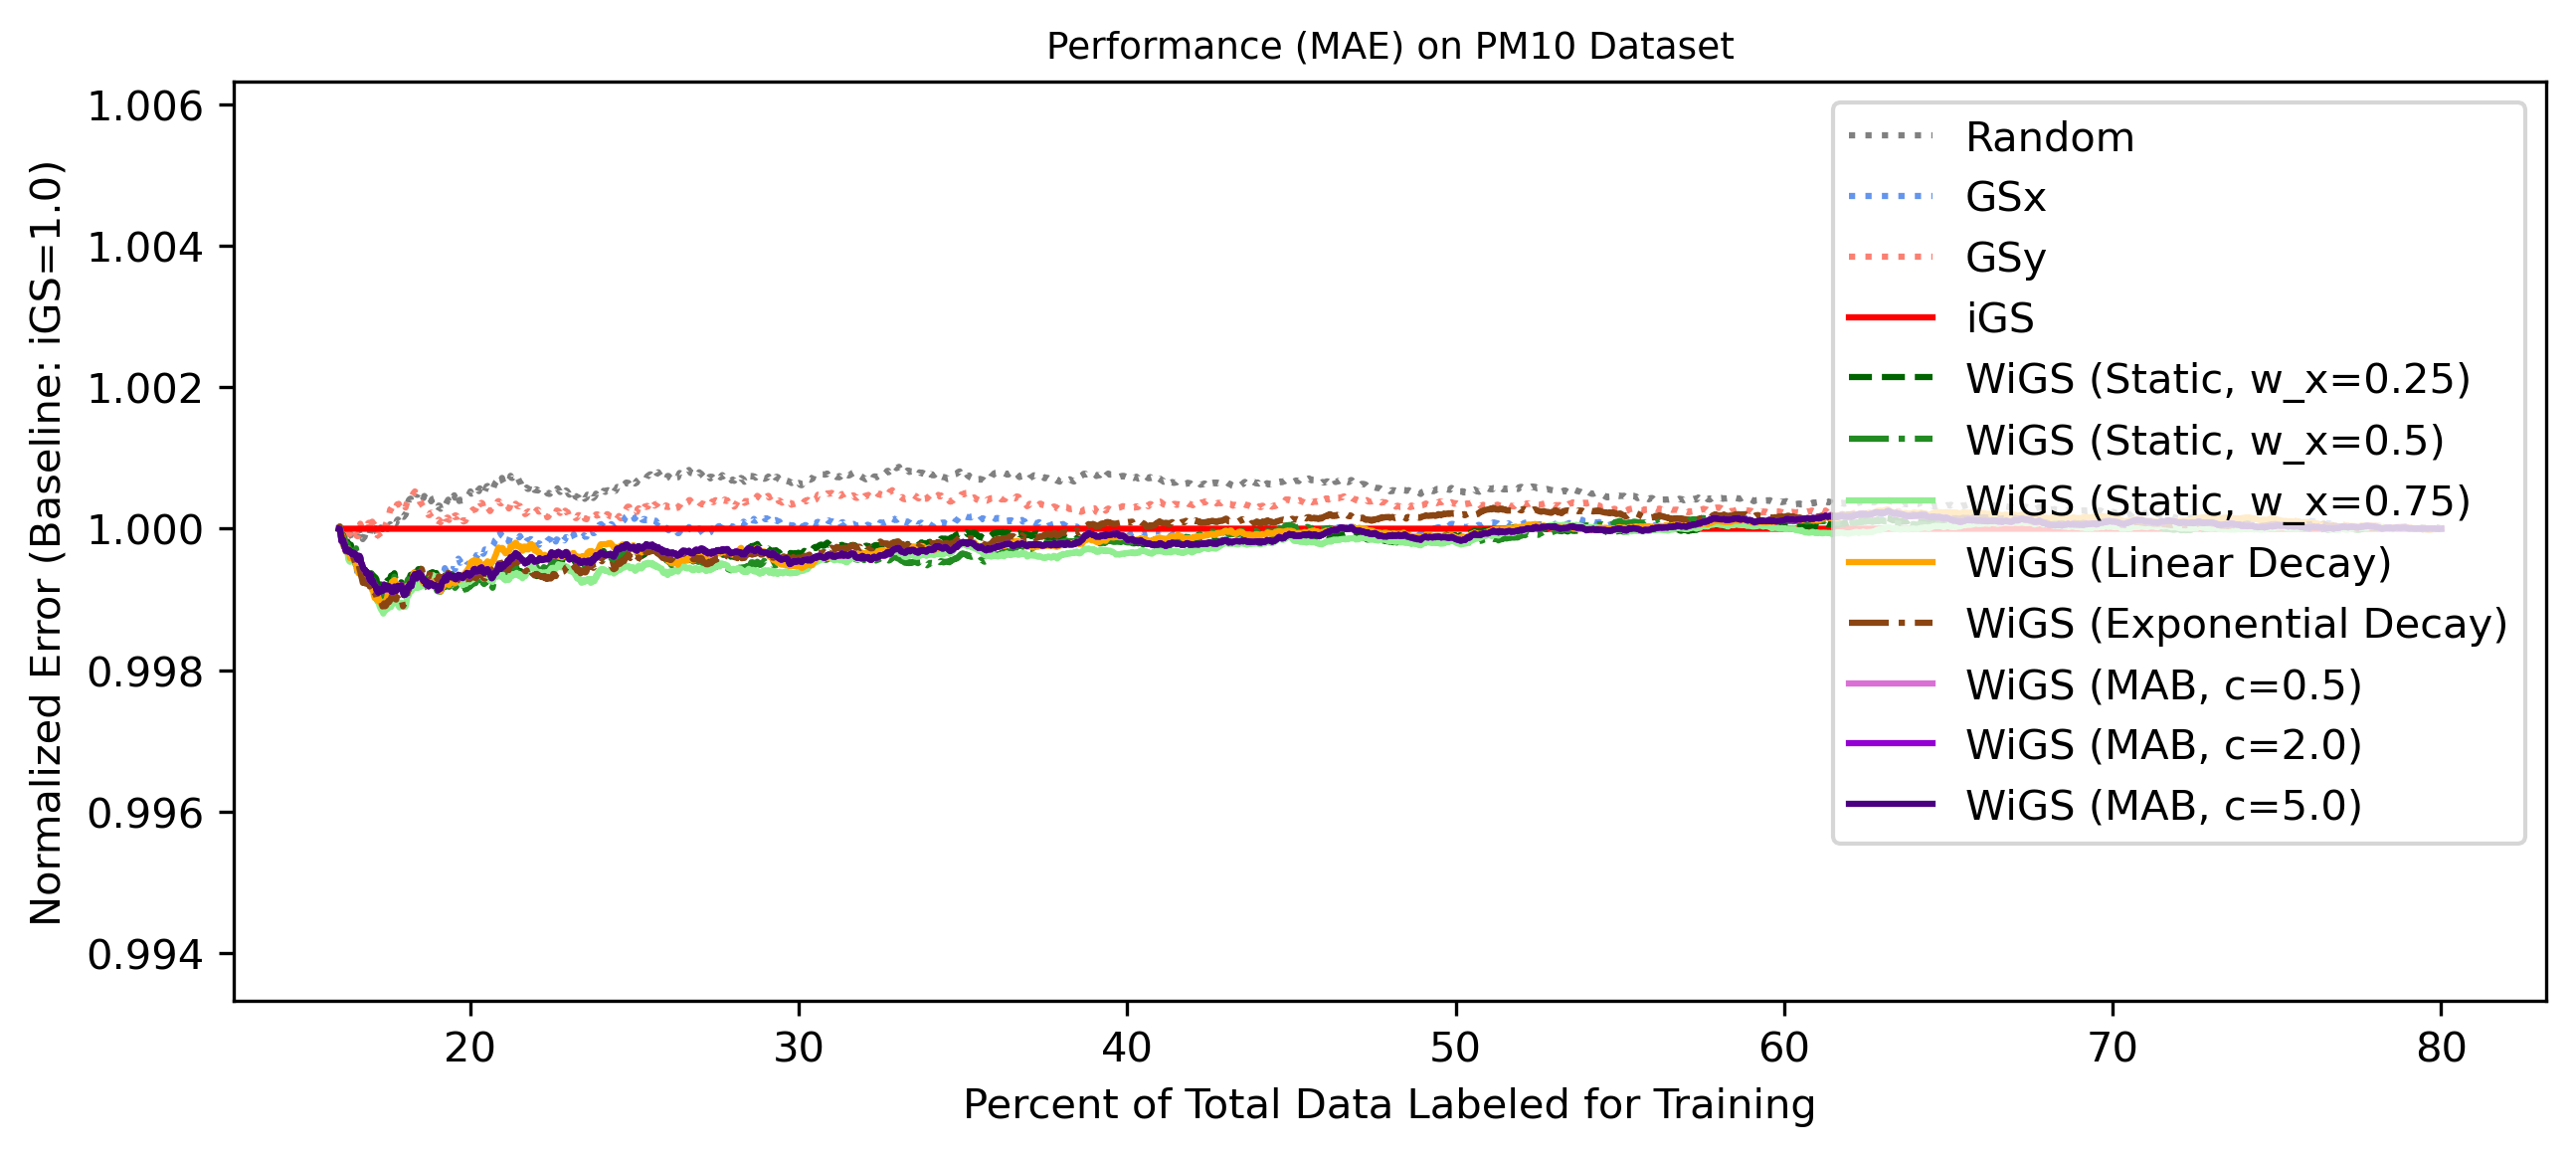 Performance (MAE) on PM10 Dataset
Normalized Error (Baseline: iGS=1.0)
1.006
1.004
1.002
1.000
0.998
0.996
0.994
Random
GSx
GSy
iGS
WiGS (Static, w_x=0.25)
WiGS (Static, w_x=0.5)
WiGS (Static, w_x=0.75)
WiGS (Linear Decay)
WiGS (Exponential Decay)
WiGS (MAB, c=0.5)
WiGS (MAB, c=2.0)
WiGS (MAB, c=5.0)
20 30 40 50 60 70 80
Percent of Total Data Labeled for Training